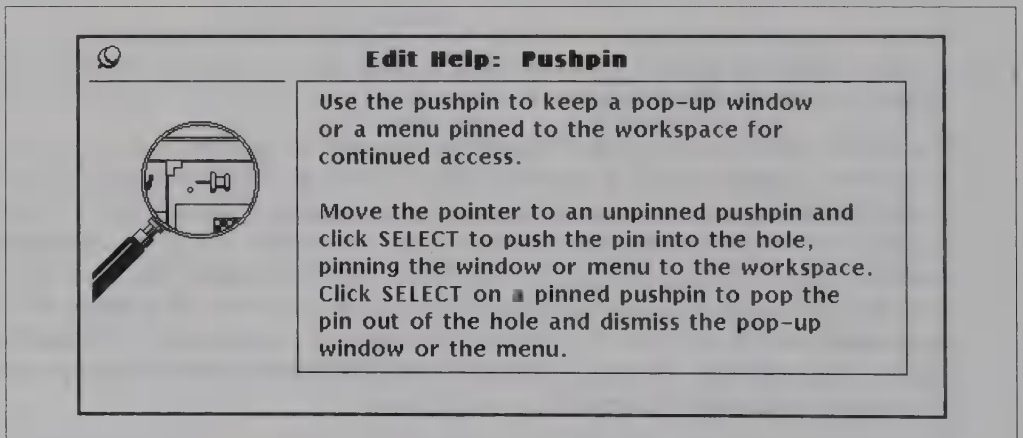 Edit Help: Pushpin
Use the pushpin to keep a pop-up window
or a menu pinned to the workspace for
continued access.
Move the pointer to an unpinned pushpin and
click SELECT to push the pin into the hole,
pinning the window or menu to the workspace.
Click SELECT on a pinned pushpin to pop the
pin out of the hole and dismiss the pop-up
window or the menu.